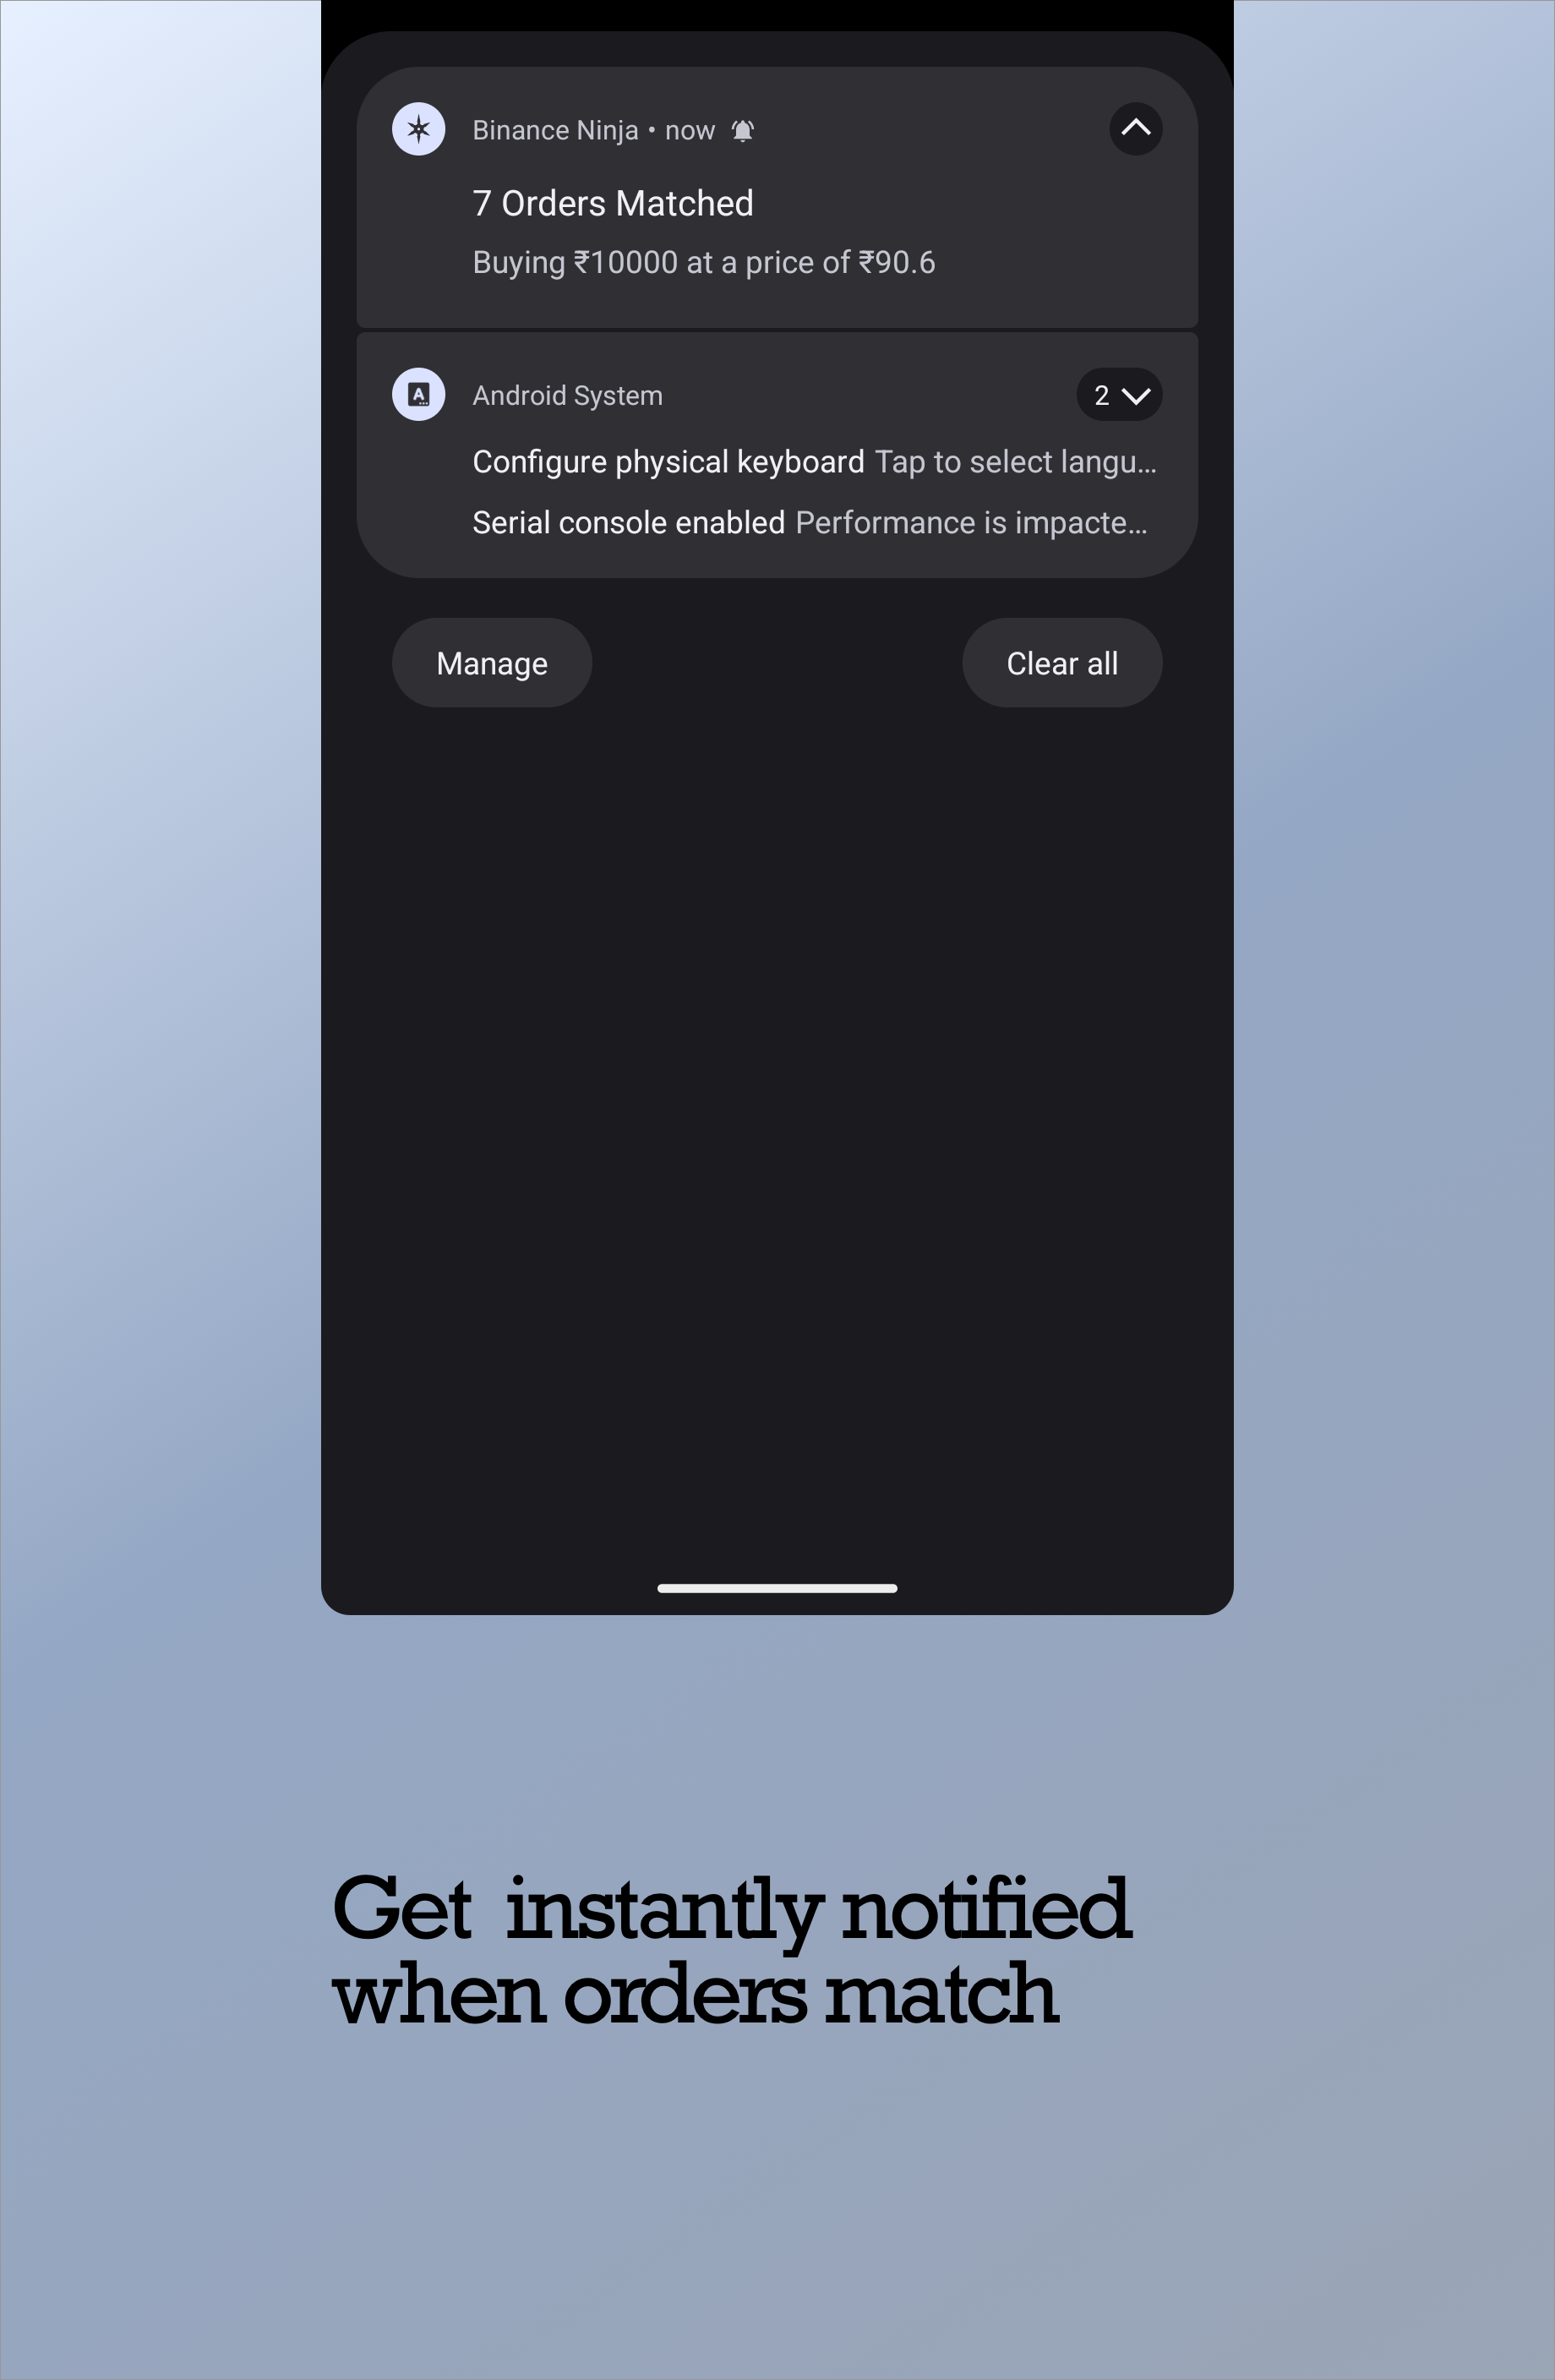 Binance Ninja • now
7 Orders Matched
Buying ₹10000 at a price of ₹90.6
Android System
2
Configure physical keyboard Tap to select langu...
Serial console enabled Performance is impacte...
Manage
Clear all
Get instantly notified
when orders match